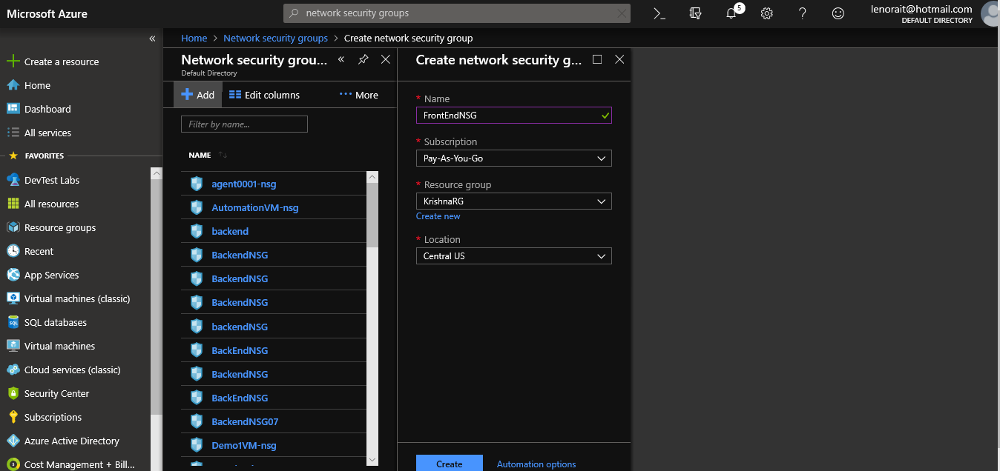 Microsoft Azure
network security groups
5
lenorait@hotmail.com
DEFAULT DIRECTORY
Create a resource
Home
Dashboard
All services
FAVORITES
DevTest Labs
All resources
Resource groups
Recent
App Services
Virtual machines (classic)
SQL databases
Virtual machines
Cloud services (classic)
Security Center
Subscriptions
Azure Active Directory
Cost Management + Bill...
Home > Network security groups > Create network security group
Network security grou...
Default Directory
Add Edit columns More
Filter by name...
NAME
agent0001-nsg
AutomationVM-nsg
backend
BackendNSG
BackendNSG
BackendNSG
backendNSG
BackEndNSG
BackendNSG
BackEndNSG
BackendNSG07
Demo1VM-nsg
Create network security g...
* Name
FrontEndNSG
* Subscription
Pay-As-You-Go
* Resource group
KrishnaRG
Create new
* Location
Central US
Create Automation options